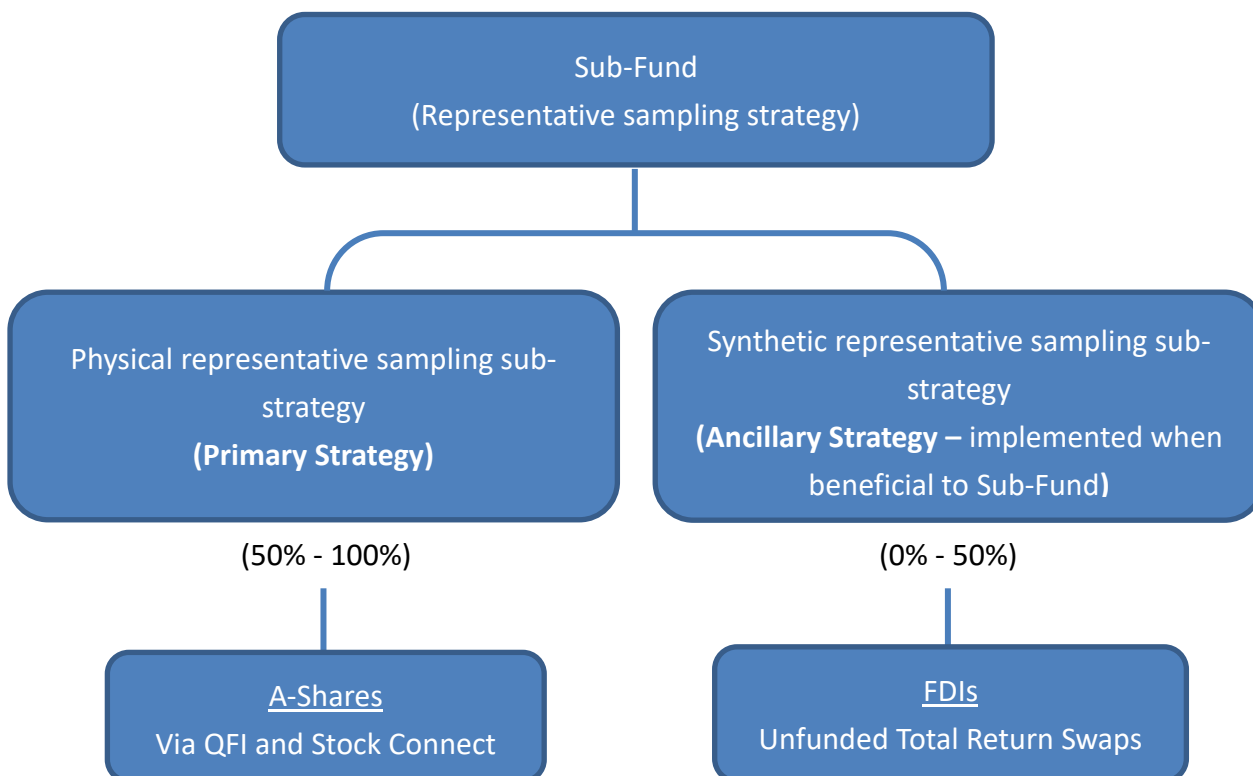 Sub-Fund
(Representative sampling strategy)
Physical representative sampling sub-
strategy
(Primary Strategy)
(50% - 100%)
A-Shares
Via QFI and Stock Connect
Synthetic representative sampling sub-
strategy
(Ancillary Strategy – implemented when
beneficial to Sub-Fund)
(0% - 50%)
FDIs
Unfunded Total Return Swaps